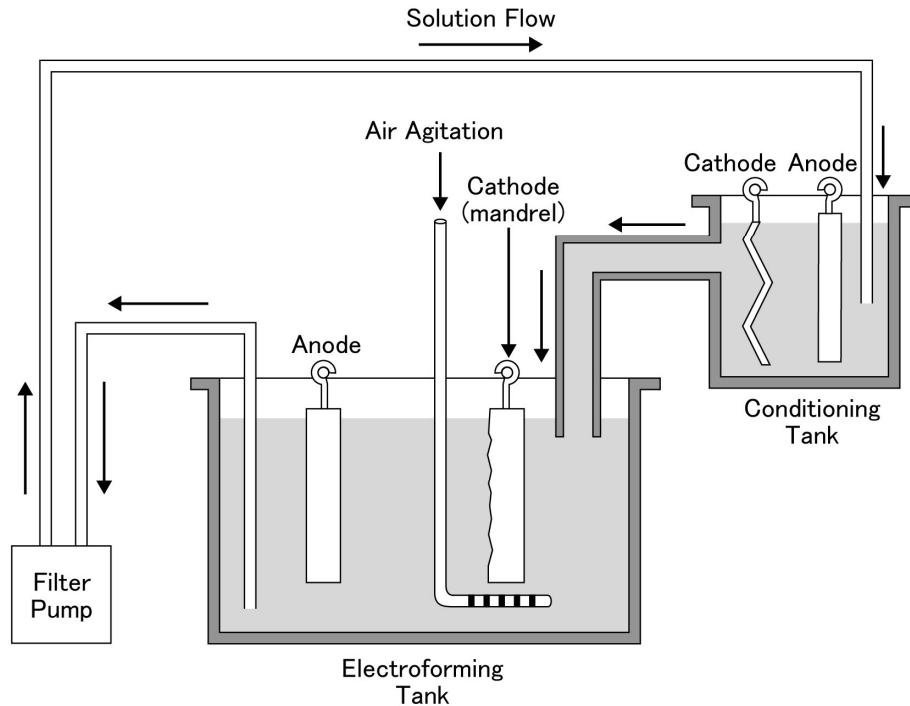 Solution Flow
Air Agitation
Cathode
(mandrel)
Cathode
Anode
Anode
Conditioning
Tank
Filter
Pump
Electroforming
Tank